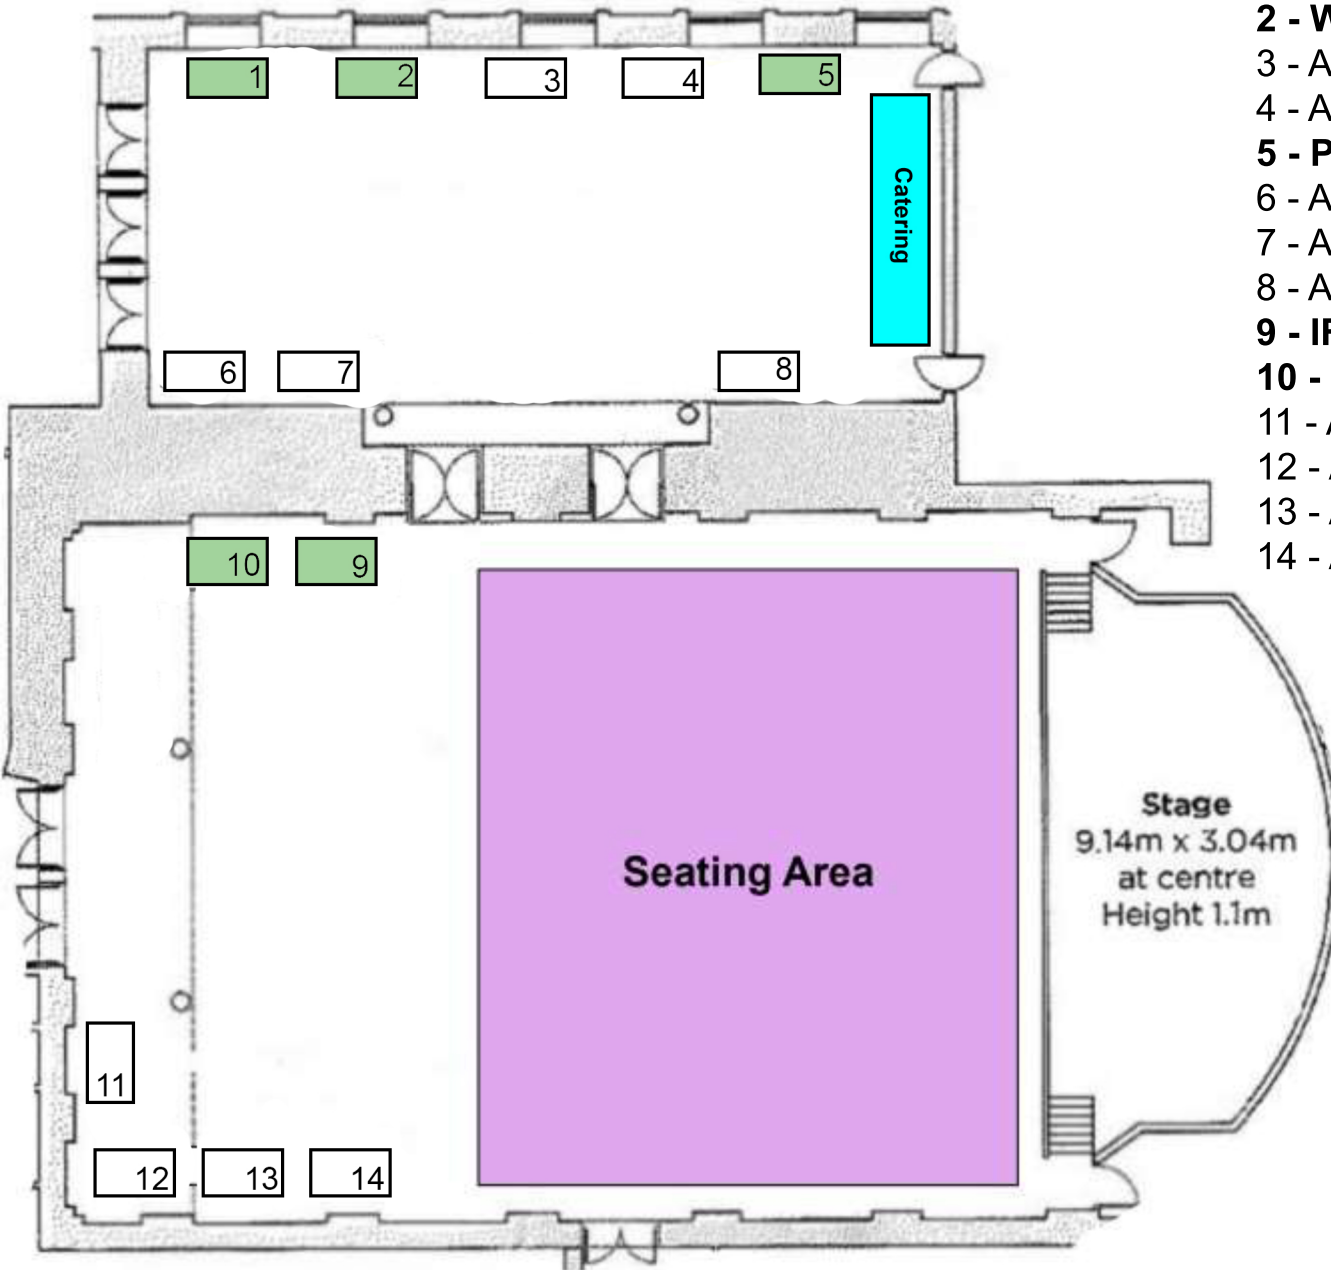 1
2
3
4
5
Catering
6
7
8
10
9
Seating Area
Stage
9.14m x 3.04m
at centre
Height 1.1m
11
12
13
14
2 - W
3 - A
4 - A
5 - P
6 - A
7 - A
8 - A
9 -
10 -
11 - A
12 - A
13 - A
14 - A